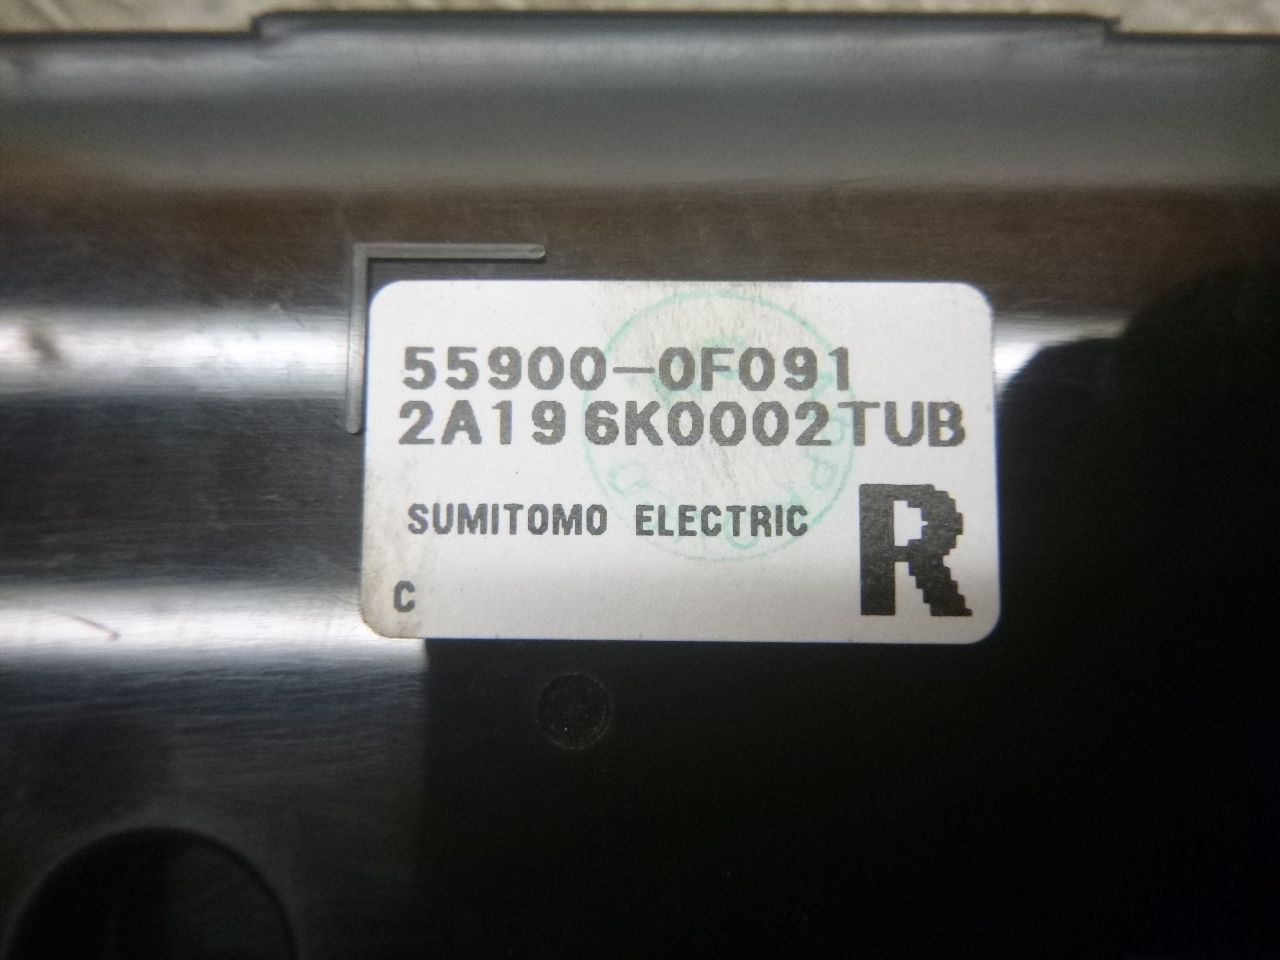 55900-0F091
2A19 6K0002TUB
SUMITOMO ELECTRIC
R
C